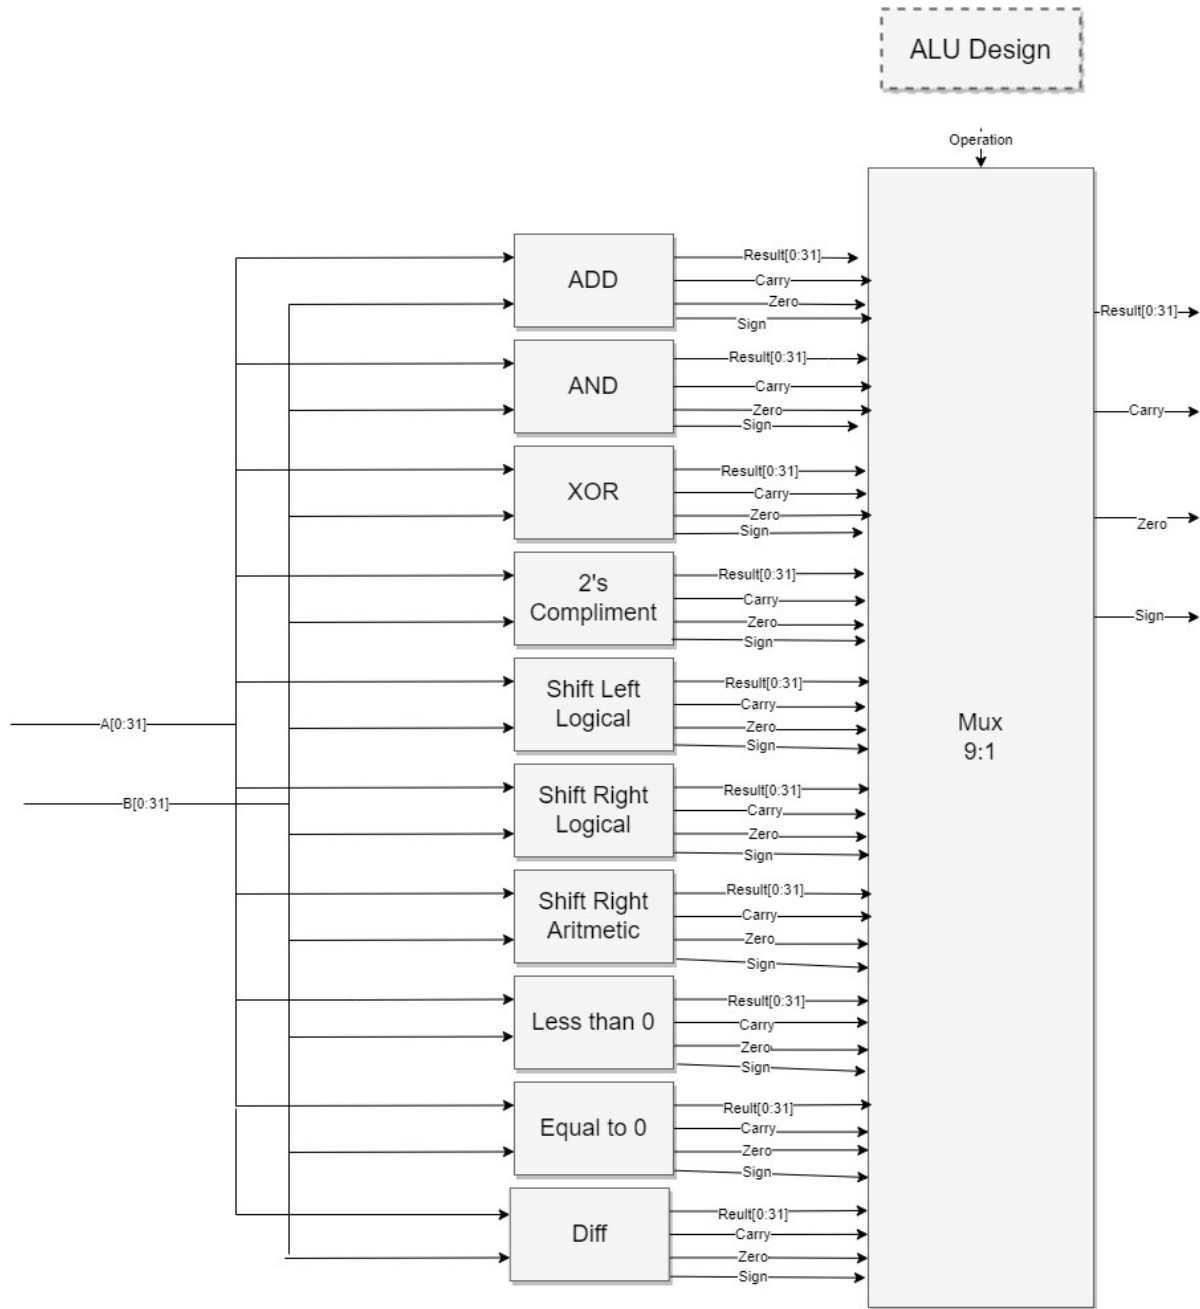 ALU Design
Operation
ADD
Result[0:31]
Carry
Zero
Sign
AND
Result[0:31]
Carry
Zero
Sign
XOR
Result[0:31]
Carry
Zero
Sign
2's
Compliment
Result[0:31]
Carry
Zero
Sign
Shift Left
Logical
Result[0:31]
Carry
Zero
Sign
Shift Right
Logical
Result[0:31]
Carry
Zero
Sign
Shift Right
Aritmetic
Result[0:31]
Carry
Zero
Sign
Less than 0
Result[0:31]
Carry
Zero
Sign
Equal to 0
Reult[0:31]
Carry
Zero
Sign
Diff
Reult[0:31]
Carry
Zero
Sign
A[0:31]
B[0:31]
Mux
9:1
Result[0:31]
Carry
Zero
Sign